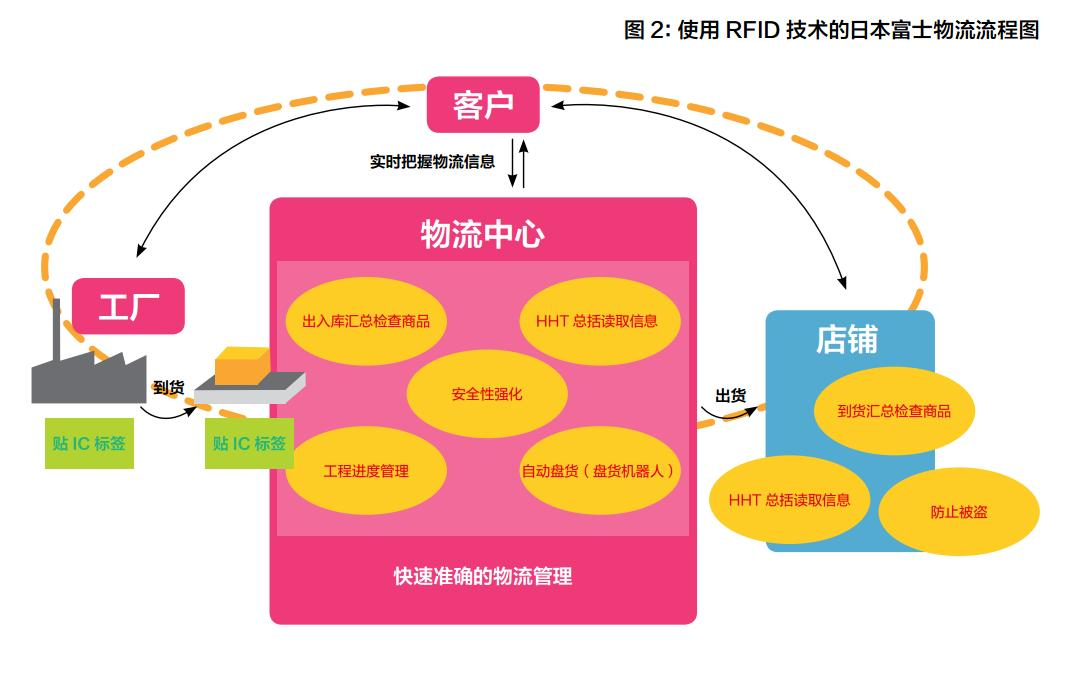 图 2: 使用 RFID 技术的日本富士物流流程图
客户
实时把握物流信息
物流中心
工厂
出入库汇总检查商品
HHT 总括读取信息
店铺
到货
安全性强化
出货
到货汇总检查商品
贴 IC 标签
贴 IC 标签
工程进度管理
自动盘货（盘货机器人）
HHT 总括读取信息
防止被盗
快速准确的物流管理